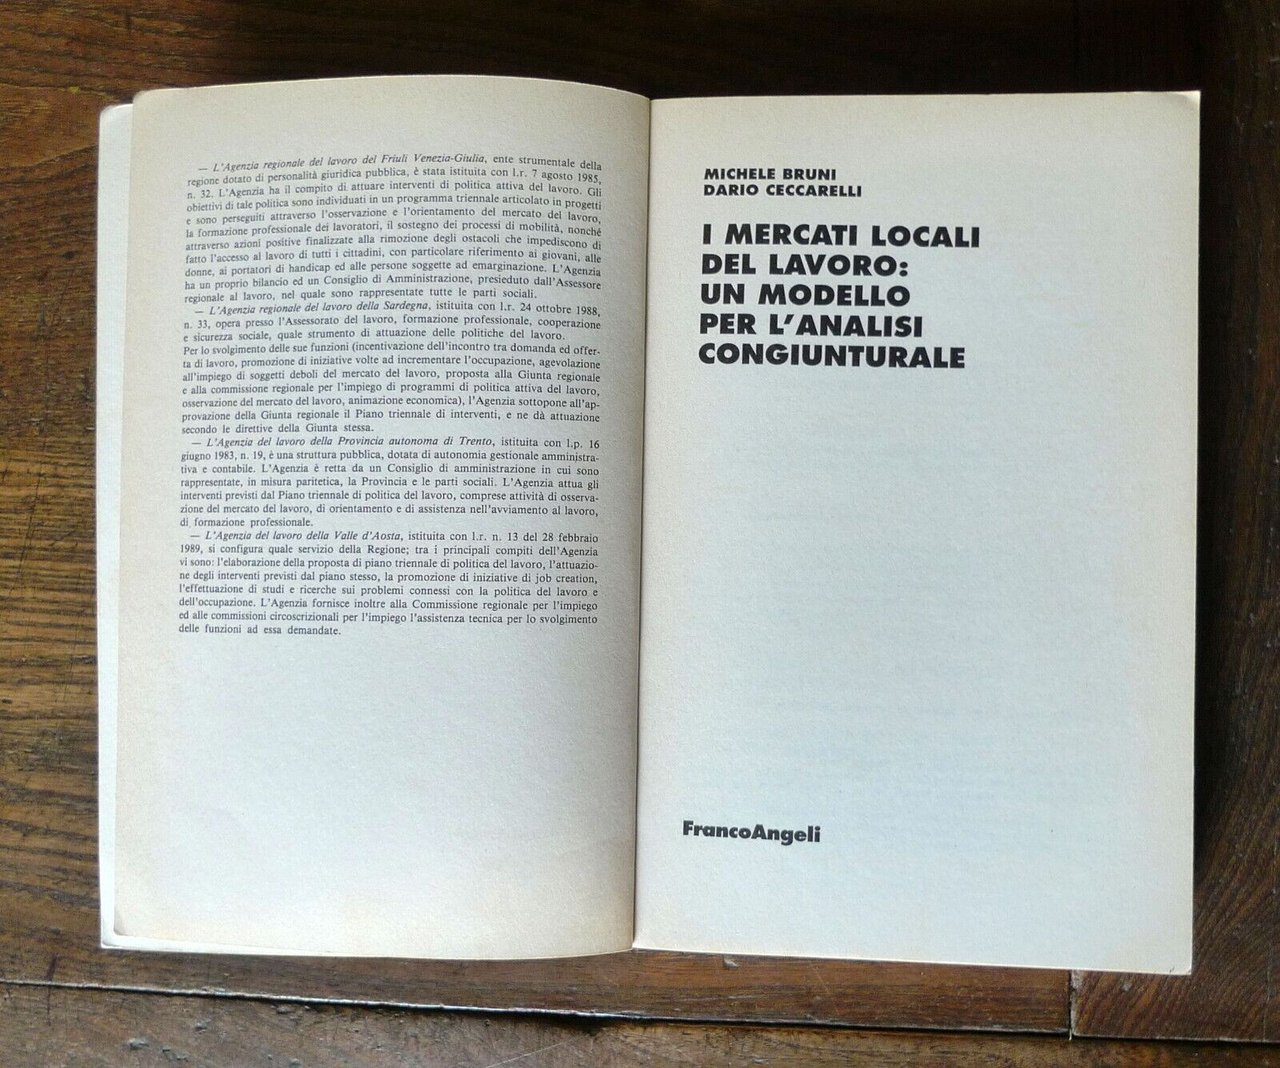 — L'Agenzia regionale del lavoro del Friuli Venezia-Giulia, ente strumentale della
regione dotato di personalità giuridica pubblica, è stata istituita con l.r. 7 agosto 1985,
n. 32. L'Agenzia ha il compito di attuare interventi di politica attiva del lavoro. Gli
obiettivi di tale politica sono individuati in un programma triennale articolato in progetti
e sono perseguiti attraverso l'osservazione e l'orientamento del mercato del lavoro,
la formazione professionale dei lavoratori, il sostegno dei processi di mobilità, nonché
attraverso azioni positive finalizzate alla rimozione degli ostacoli che impediscono di
fatto l'accesso al lavoro di tutti i cittadini, con particolare riferimento ai giovani, alle
donne, ai portatori di handicap ed alle persone soggette ad emarginazione. L'Agenzia
ha un proprio bilancio ed un Consiglio di Amministrazione, presieduto dall'Assessore
regionale al lavoro, nel quale sono rappresentate tutte le parti sociali.
— L'Agenzia regionale del lavoro della Sardegna, istituita con l.r. 24 ottobre 1988,
n. 33, opera presso l'Assessorato del lavoro, formazione professionale, cooperazione
e sicurezza sociale, quale strumento di attuazione delle politiche del lavoro.
Per lo svolgimento delle sue funzioni (incentivazione dell'incontro tra domanda ed offer-
ta di lavoro, promozione di iniziative volte ad incrementare l'occupazione, agevolazione
all'impiego di soggetti deboli del mercato del lavoro, proposta alla Giunta regionale
e alla commissione regionale per l'impiego di programmi di politica attiva del lavoro,
osservazione del mercato del lavoro, animazione economica), l'Agenzia sottopone all'ap-
provazione della Giunta regionale il Piano triennale di interventi, e ne dà attuazione
secondo le direttive della Giunta stessa.
— L'Agenzia del lavoro della Provincia autonoma di Trento, istituita con l.p. 16
giugno 1983, n. 19, è una struttura pubblica, dotata di autonomia gestionale amministra-
tiva e contabile. L'Agenzia è retta da un Consiglio di amministrazione in cui sono
rappresentate, in misura paritetica, la Provincia e le parti sociali. L'Agenzia attua gli
interventi previsti dal Piano triennale di politica del lavoro, comprese attività di osserva-
zione del mercato del lavoro, di orientamento e di assistenza nell'avviamento al lavoro,
di formazione professionale.
— L'Agenzia del lavoro della Valle d'Aosta, istituita con l.r. n. 13 del 28 febbraio
1989, si configura quale servizio della Regione; tra i principali compiti dell'Agenzia
vi sono: l'elaborazione della proposta di piano triennale di politica del lavoro, l'attuazio-
ne degli interventi previsti dal piano stesso, la promozione di iniziative di job creation,
l'effettuazione di studi e ricerche sui problemi connessi con la politica del lavoro e
dell'occupazione. L'Agenzia fornisce inoltre alla Commissione regionale per l'impiego
ed alle commissioni circoscrizionali per l'impiego l'assistenza tecnica per lo svolgimento
delle funzioni ad essa demandate.
MICHELE BRUNI
DARIO CECCARELLI
I MERCATI LOCALI
DEL LAVORO:
UN MODELLO
PER L'ANALISI
CONGIUNTURALE
FrancoAngeli